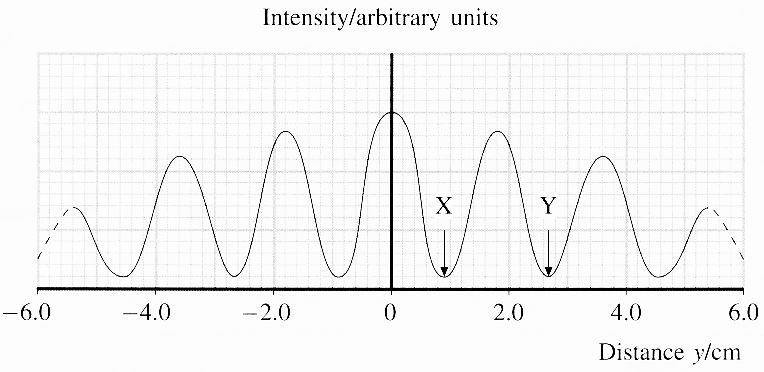 Intensity/arbitrary units
X Y
−6.0 −4.0 −2.0 0 2.0 4.0 6.0
Distance y/cm